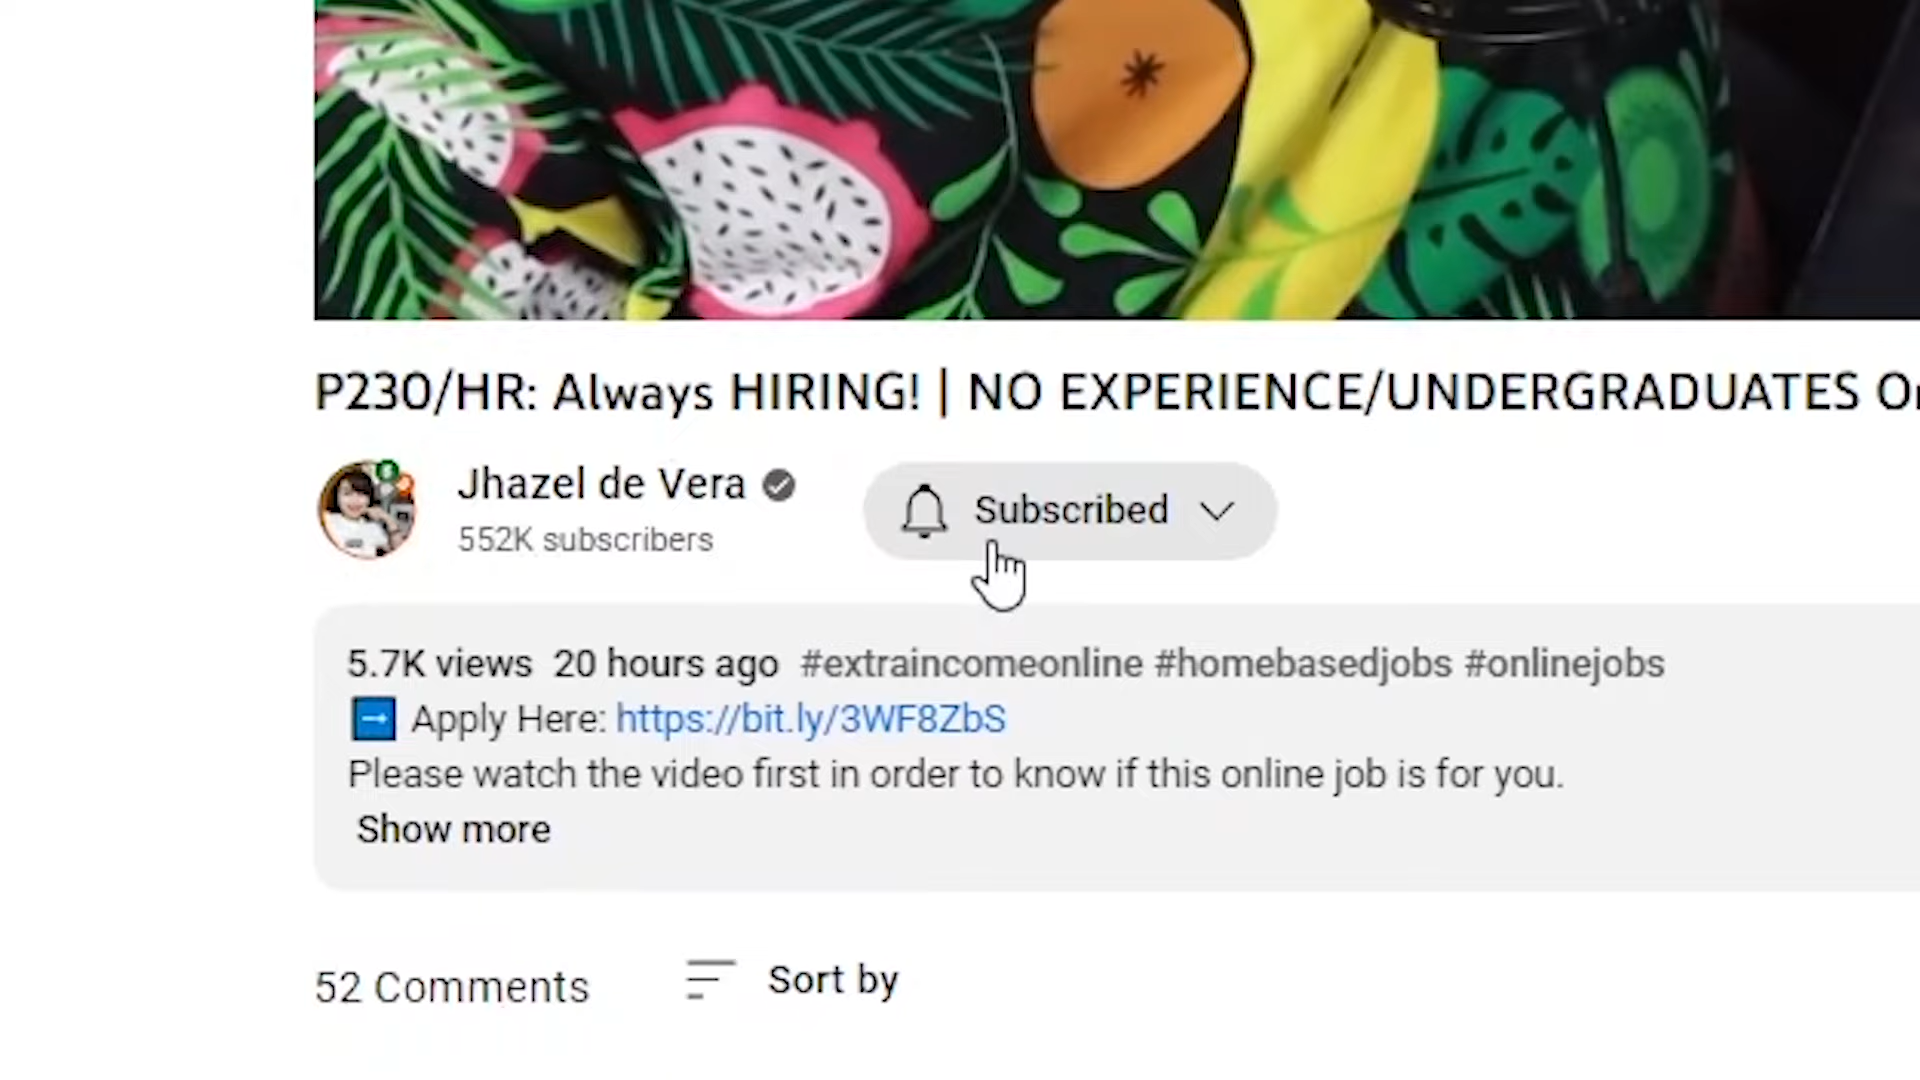 P230/HR: Always HIRING! | NO EXPERIENCE/UNDERGRADUATES
Jhazel de Vera
552K subscribers
Subscribed
5.7K views 20 hours ago #extraincomeonline #homebasedjobs #onlinejobs
Apply Here: https://bit.ly/3WF8ZbS
Please watch the video first in order to know if this online job is for you.
Show more
52 Comments
Sort by